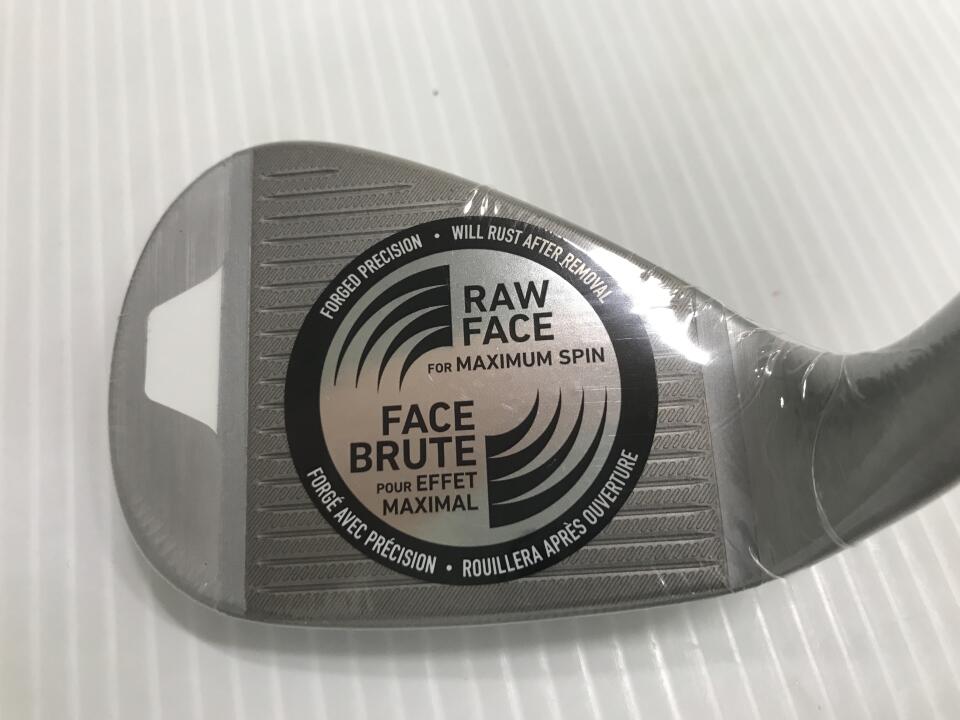 FORGED PRECISION • WILL RUST AFTER REMOVAL
RAW
FACE
FOR MAXIMUM SPIN
FACE
BRUTE
POUR EFFET
MAXIMAL
FORGÉ AVEC PRÉCISION • ROUILLERA APRÈS OUVERTURE